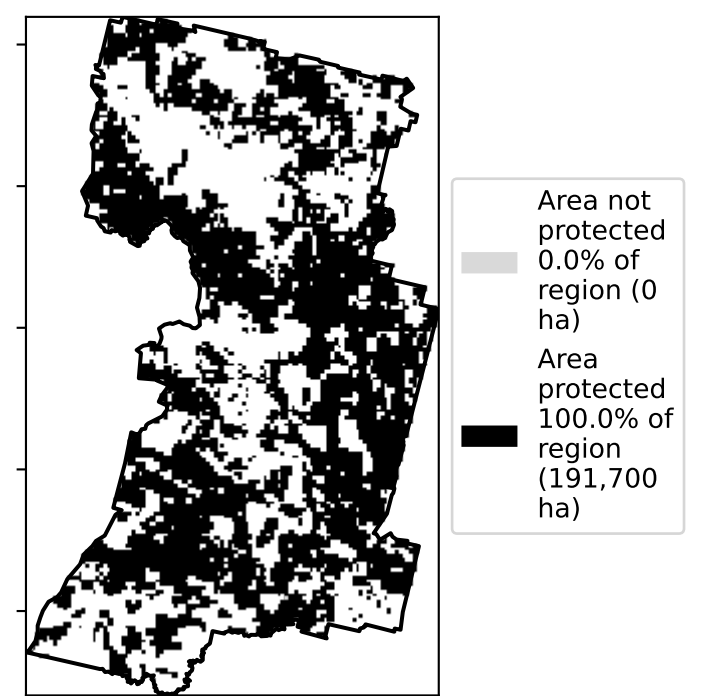 Area not
protected
0.0% of
region (0
ha)
Area
protected
100.0% of
region
(191,700
ha)